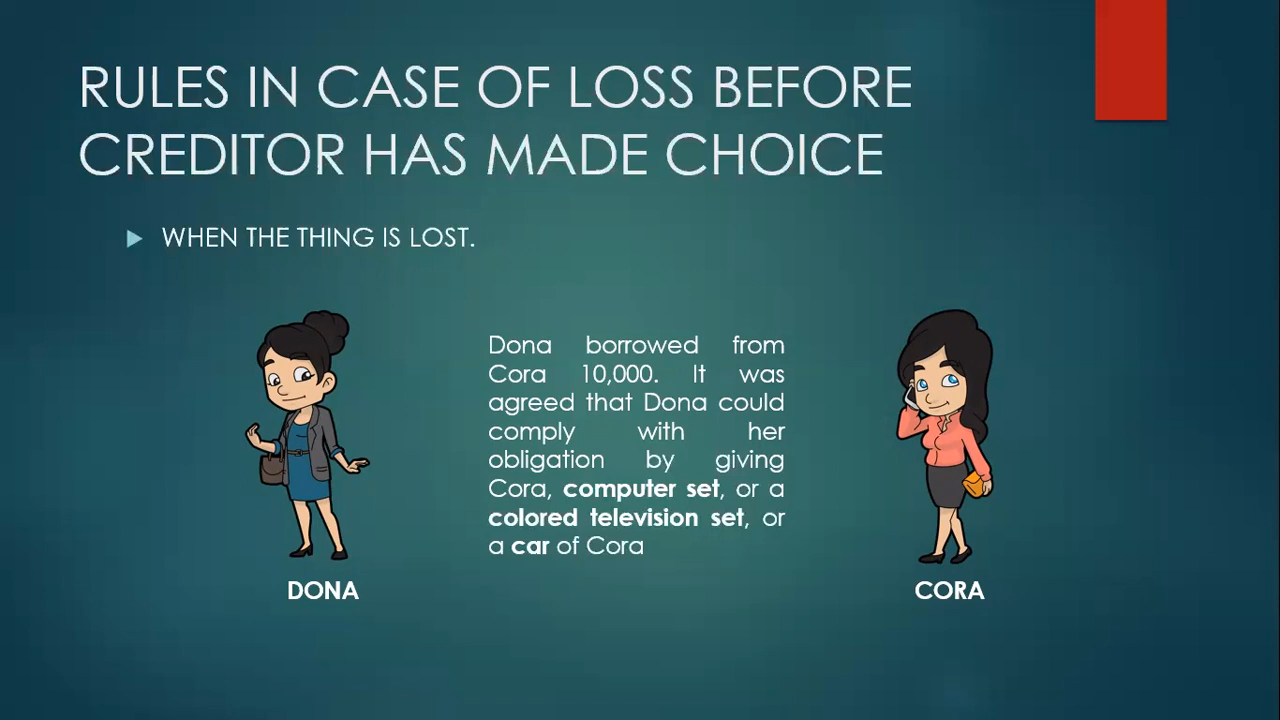 RULES IN CASE OF LOSS BEFORE
CREDITOR HAS MADE CHOICE
WHEN THE THING IS LOST.
Dona borrowed from
Cora 10,000. It was
agreed that Dona could
comply with her
obligation by giving
Cora, computer set, or a
colored television set, or
a car of Cora
DONA
CORA